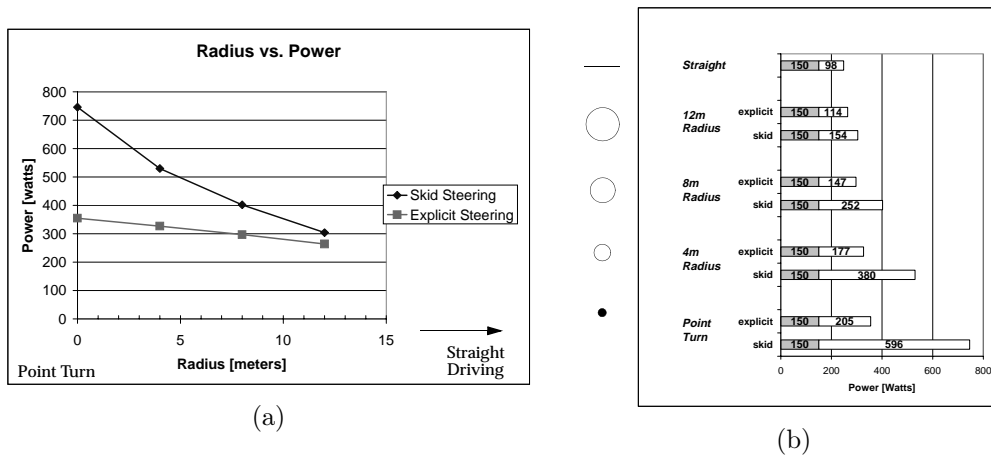 Radius vs. Power
800
700
600
500
400
300
200
100
0
Power [watts]
0 5 10 15
Radius [meters]
Skid Steering
Explicit Steering
Point Turn
Straight
Driving
(a)
Straight 150 98
12m
Radius
explicit 150 114
skid 150 154
8m
Radius
explicit 150 147
skid 150 252
4m
Radius
explicit 150 177
skid 150 380
Point
Turn
explicit 150 205
skid 150 596
0 200 400 600 800
Power [Watts]
(b)